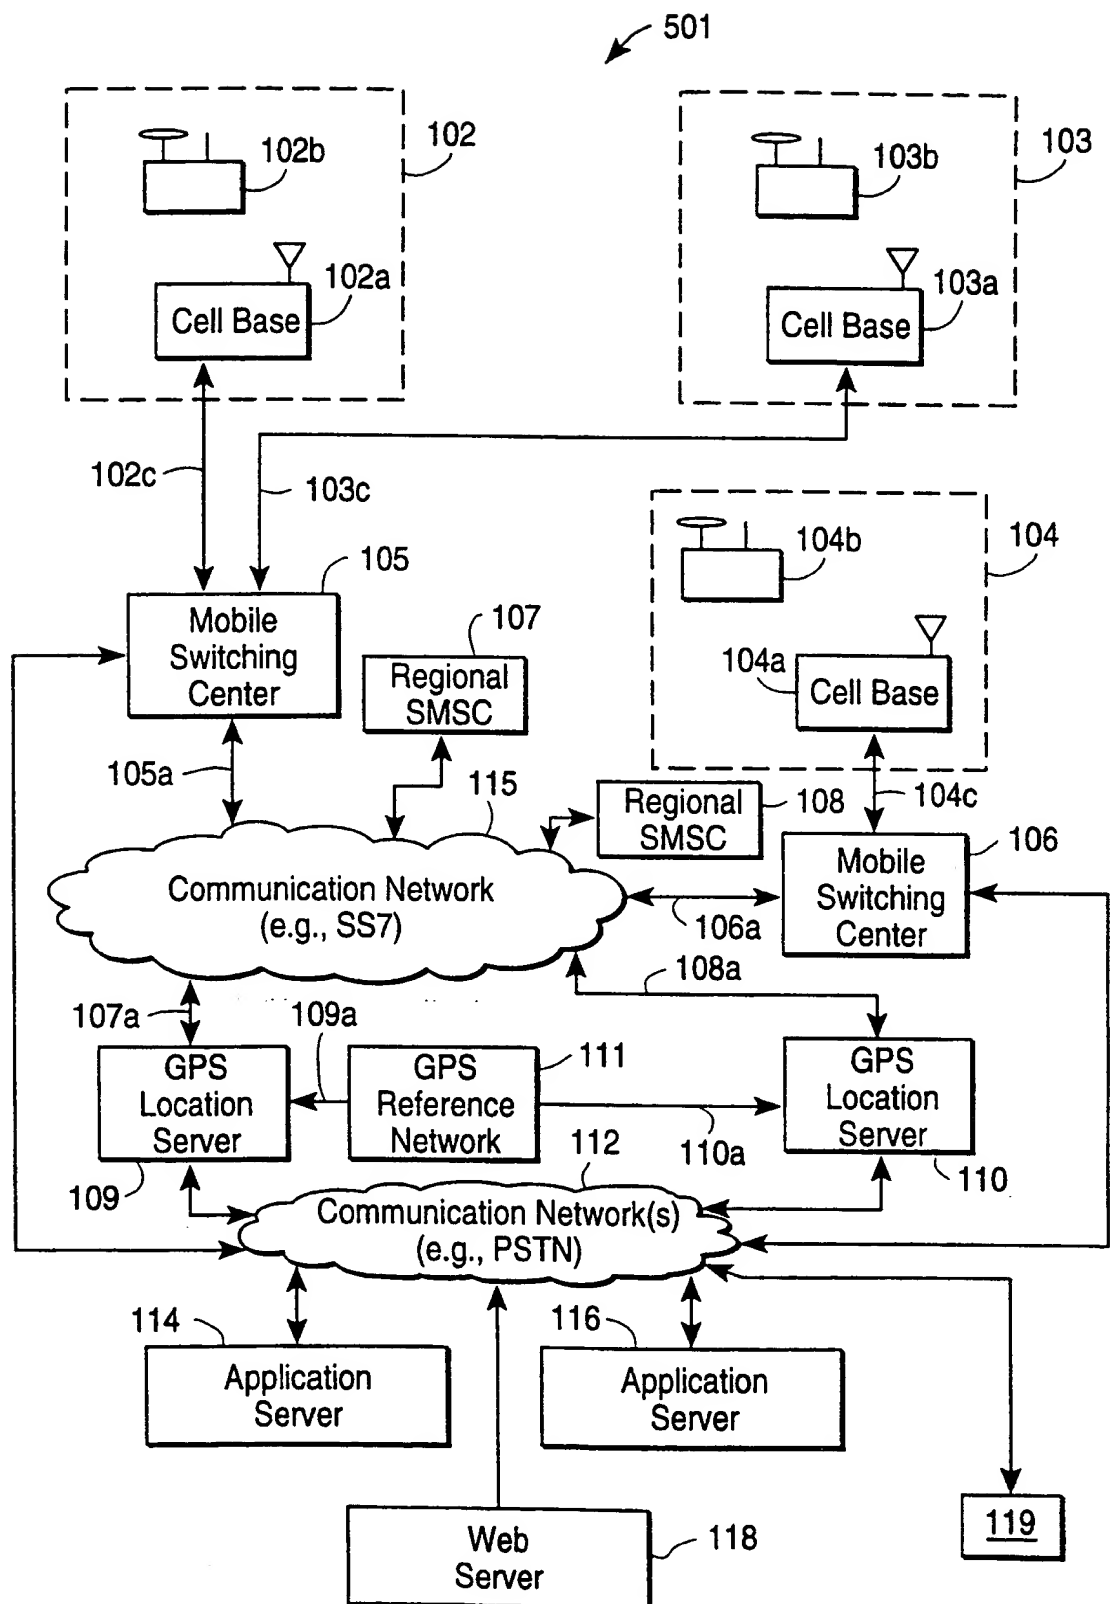 501
102b
102
102a
Cell Base
103b
103
103a
Cell Base
102c
103c
105
Mobile
Switching
Center
107
Regional
SMSC
104b
104
104a
Cell Base
105a
115
Regional
SMSC
108
104c
106
Mobile
Switching
Center
Communication Network
(e.g., SS7)
106a
108a
107a
109a
GPS
Location
Server
109
GPS
Reference
Network
111
110a
GPS
Location
Server
110
112
Communication Network(s)
(e.g., PSTN)
114
Application
Server
116
Application
Server
Web
Server
118
119